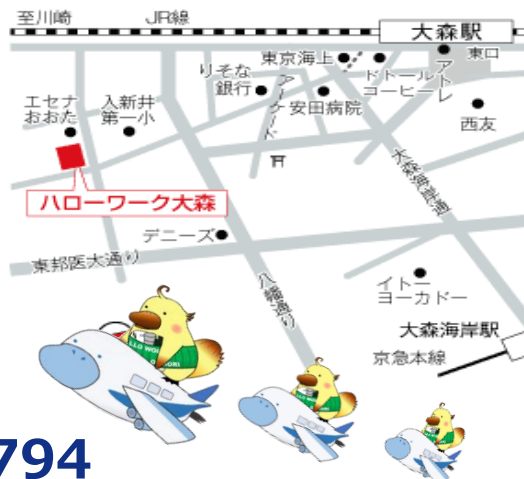 至川崎
JR線
大森駅
東口
東京海上
アトレ
りそな
銀行
ドトール
コーヒー
アーケード
安田病院
西友
エセナ
おおた
入新井
第一小
大森海岸通
ハローワーク大森
デニーズ
東邦医大通り
八幡通り
イトー
ヨーカドー
大森海岸駅
京急本線
794